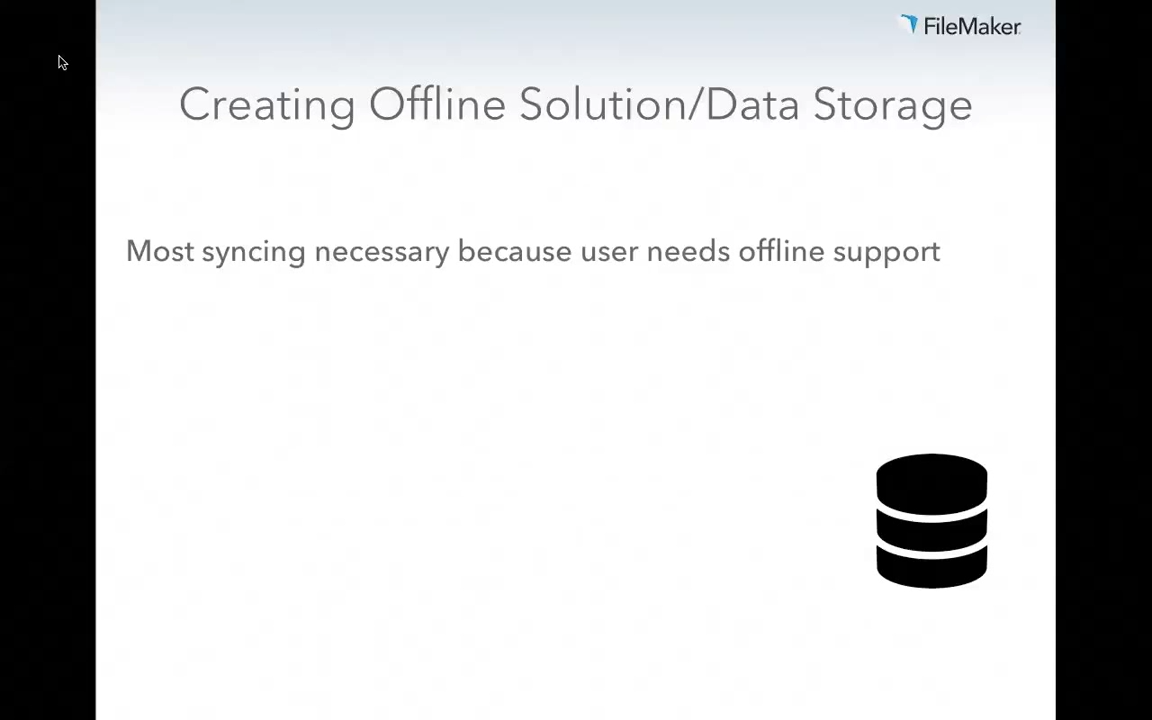 FileMaker
Creating Offline Solution/Data Storage
Most syncing necessary because user needs offline support